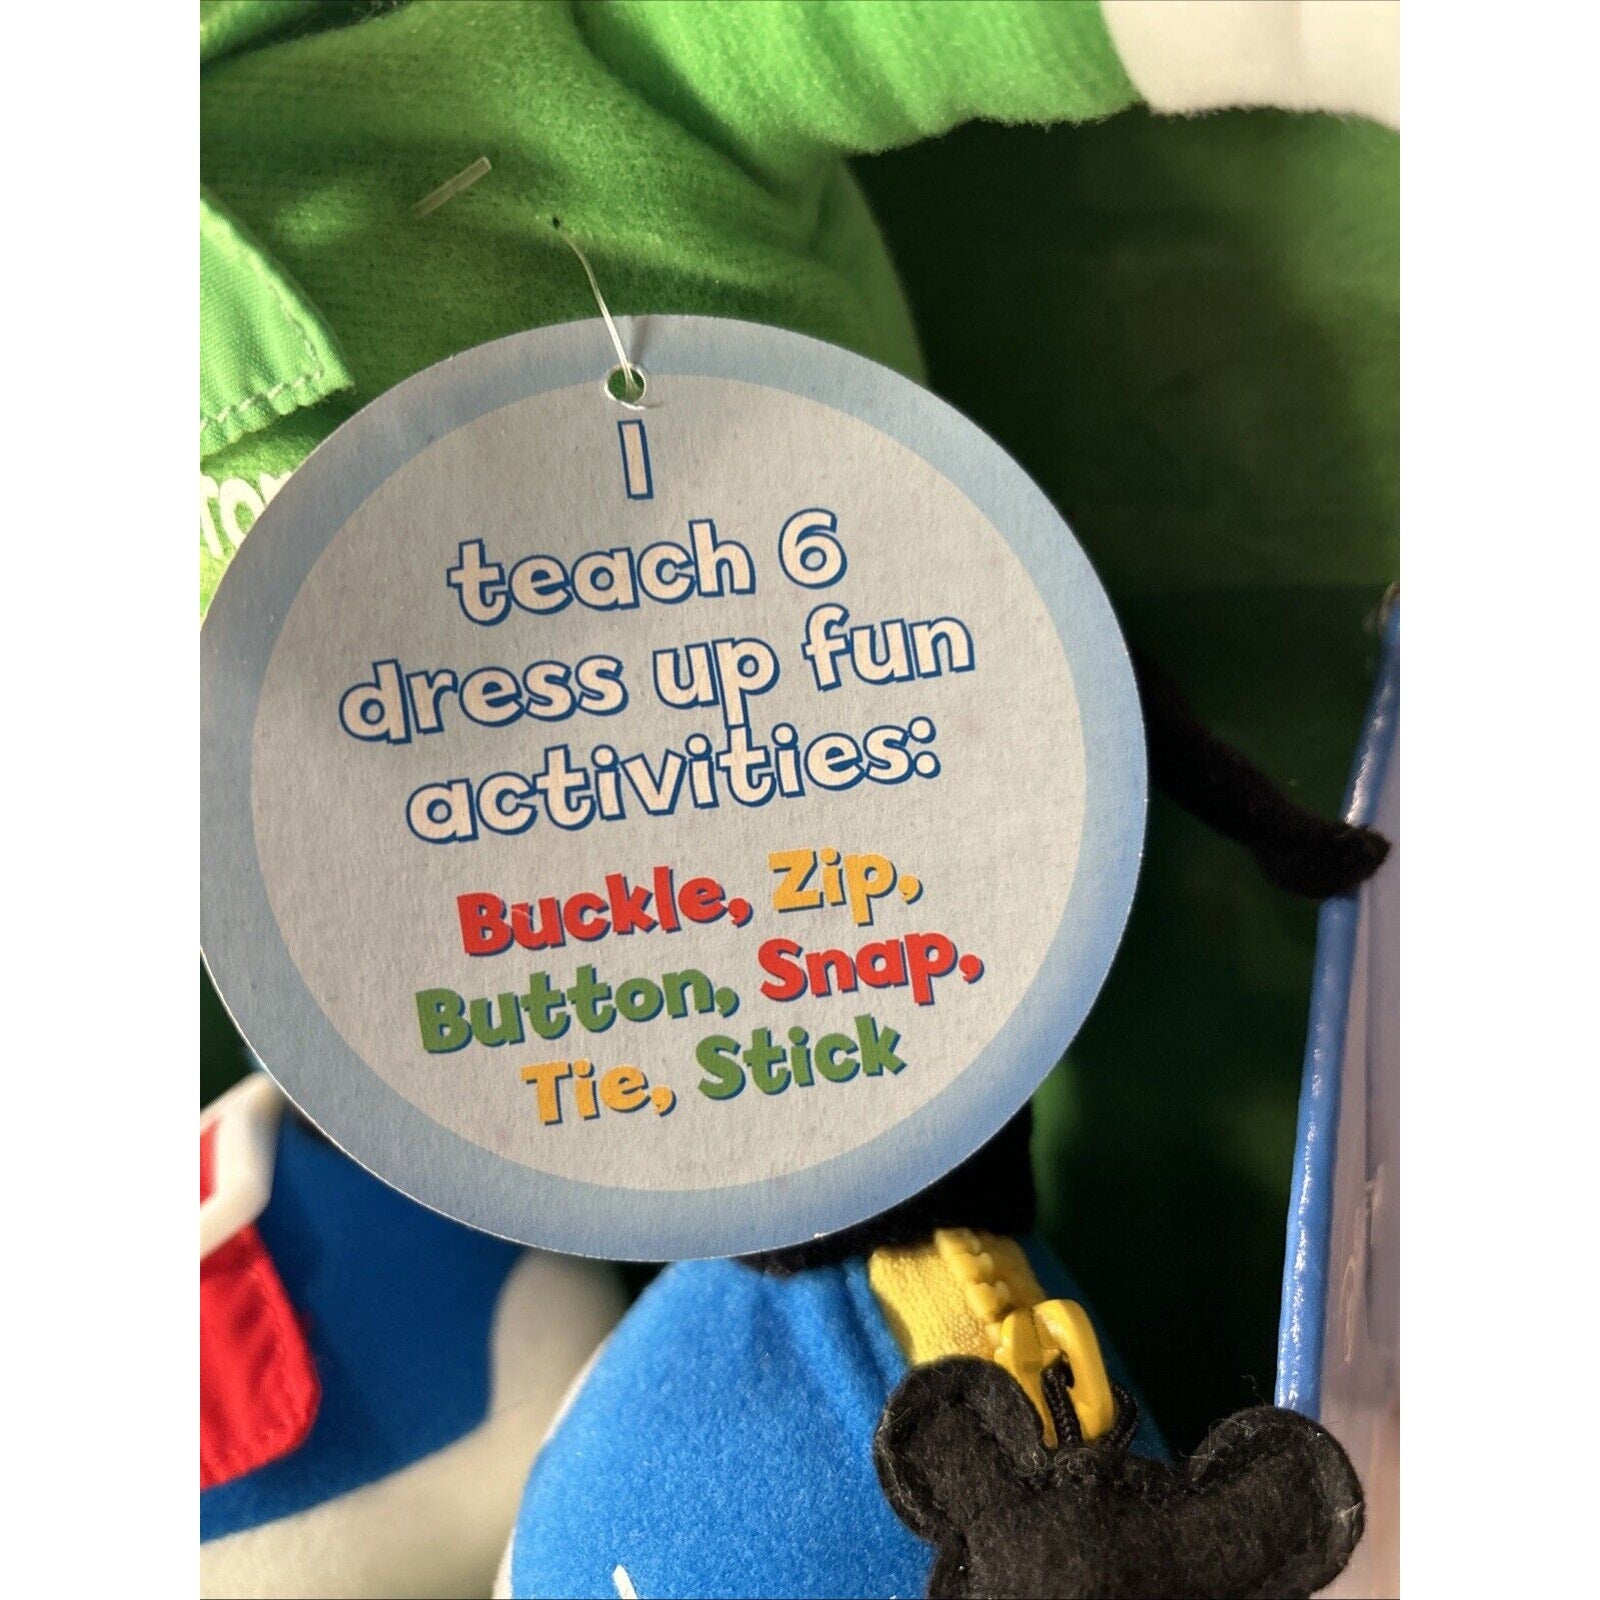 I
teach 6
dress up fun
activities:
Buckle, Zip,
Button, Snap,
Tie, Stick